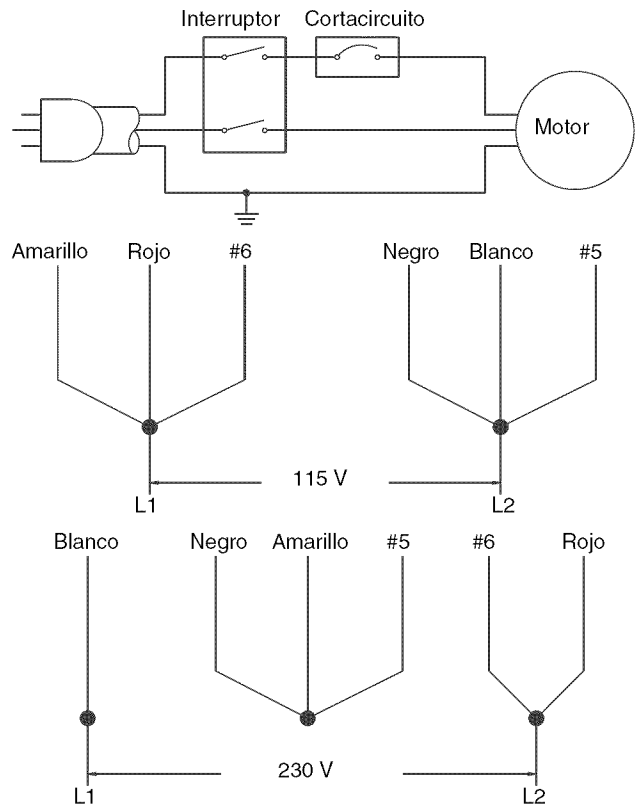 Interruptor Cortacircuito
Motor
Amarillo Rojo #6 Negro Blanco #5
115 V
L1 L2
Blanco Negro Amarillo #5 #6 Rojo
230 V
L1 L2